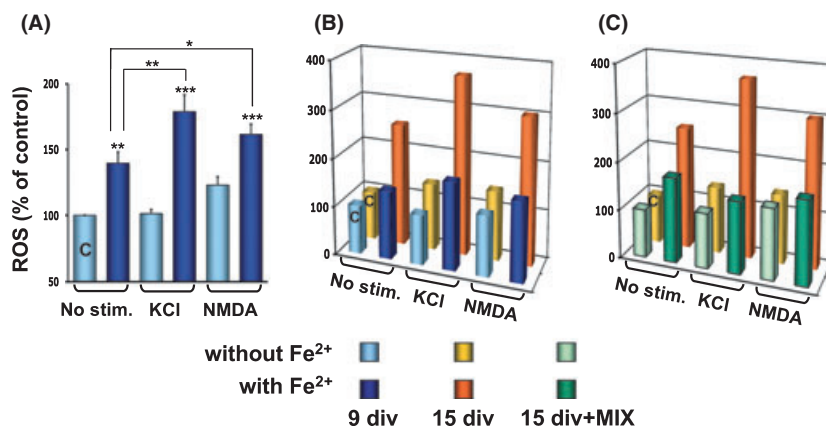 (A)
ROS (% of control)
200
150
100
50
*
**
**
***
***
C
No stim.
KCl
NMDA
(B)
400
300
200
100
0
C
C
No stim.
KCl
NMDA
(C)
400
300
200
100
0
C
No stim.
KCl
NMDA
without Fe²⁺
with Fe²⁺
9 div 15 div 15 div+MIX